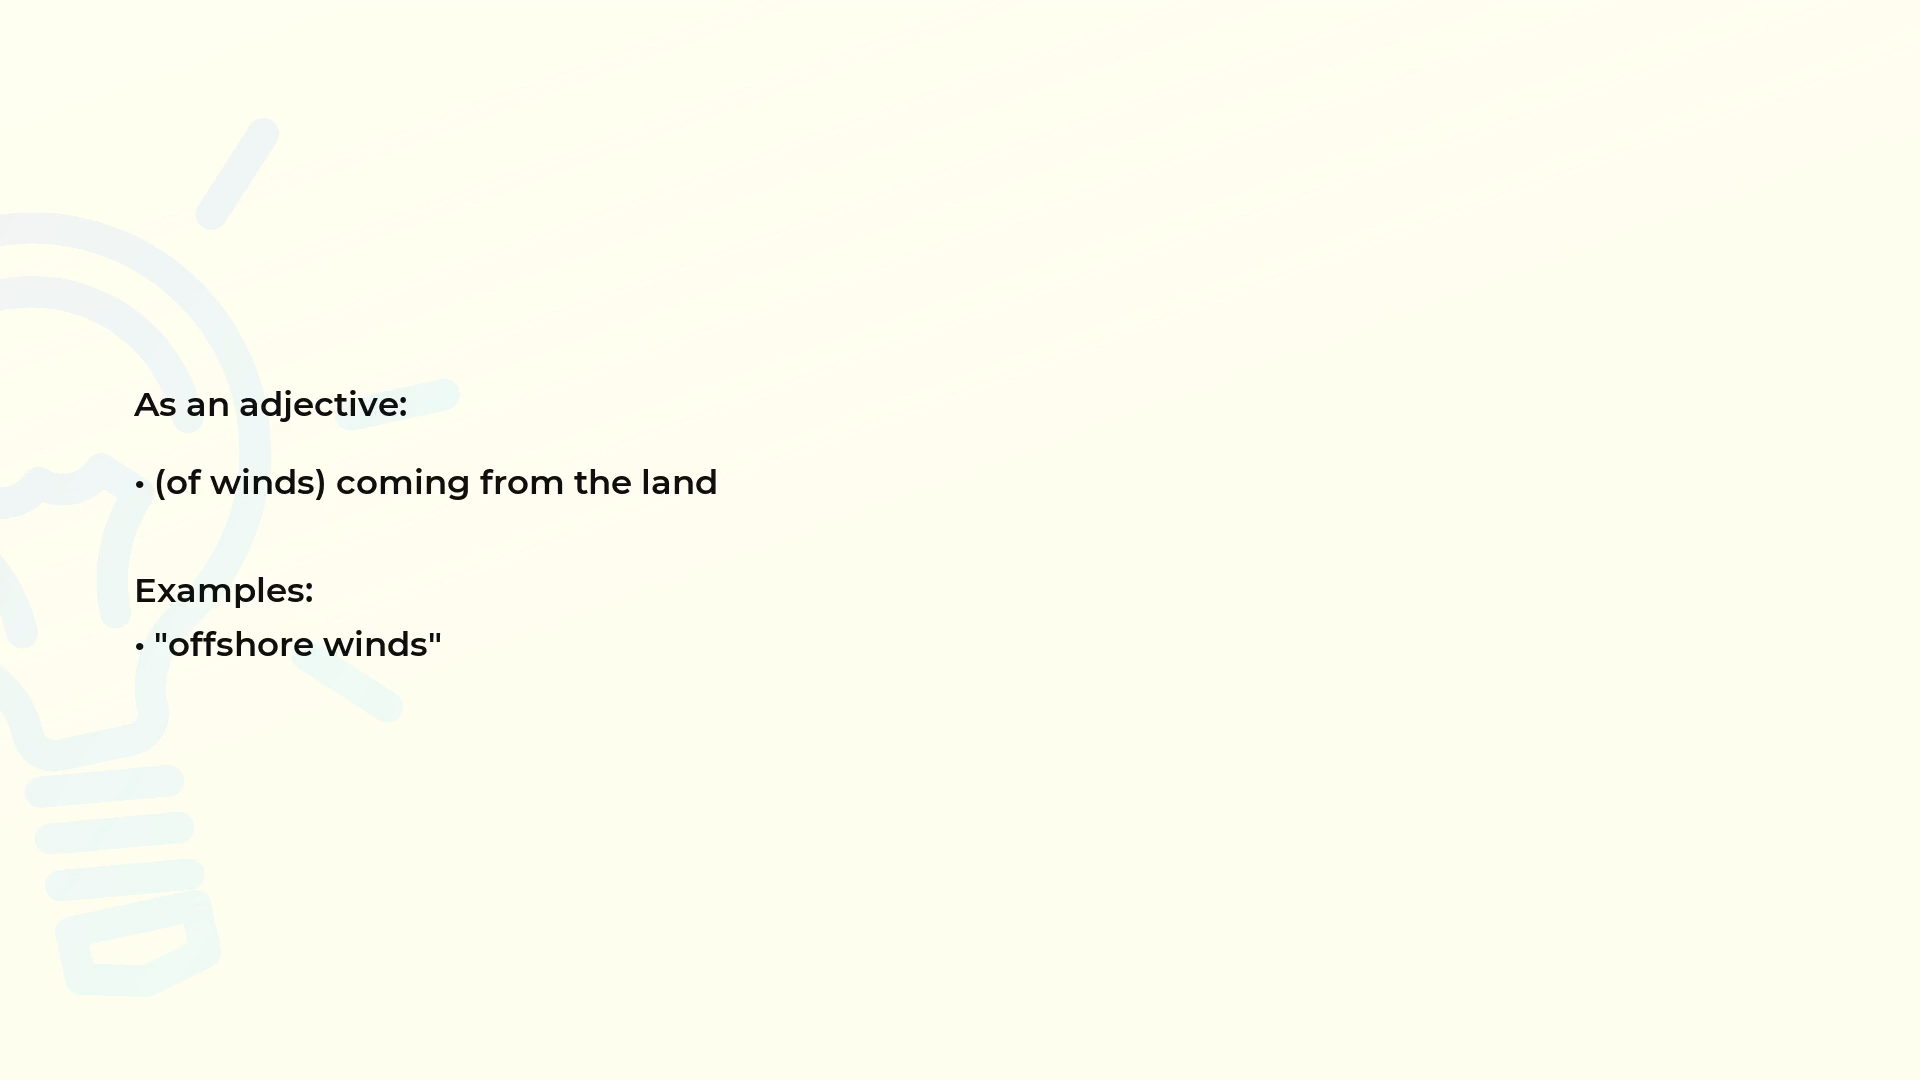 As an adjective:
• (of winds) coming from the land
Examples:
• "offshore winds"